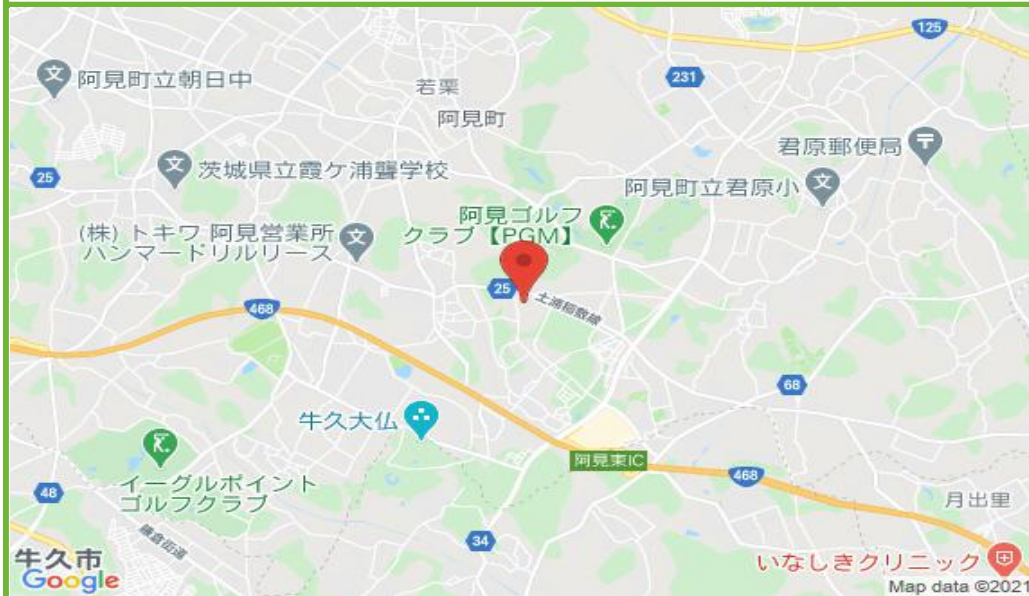 125
阿見町立朝日中
若栗
231
阿見町
君原郵便局
茨城県立霞ケ浦聾学校
25
阿見町立君原小
阿見ゴルフ
クラブ【PGM】
(株)トキワ 阿見営業所
ハンマードリルリース
25
土浦稲敷線
468
68
牛久大仏
阿見東IC
468
イーグルポイント
ゴルフクラブ
48
月出里
鎌倉街道
34
牛久市
いなしきクリニック
Google
Map data ©2021